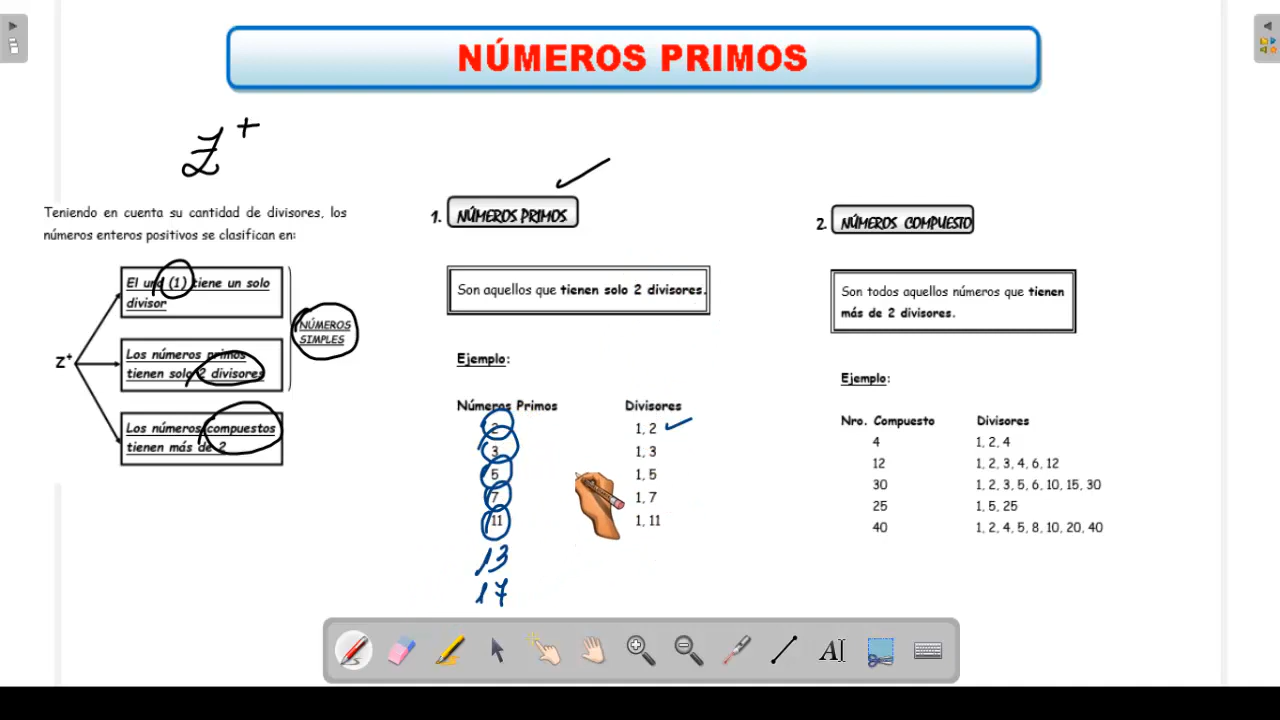 NÚMEROS PRIMOS
Z+
Teniendo en cuenta su cantidad de divisores, los
números enteros positivos se clasifican en:
Z+
El uno (1) tiene un solo
divisor
Los números primos
tienen solo 2 divisores
Los números compuestos
tienen más de 2
NÚMEROS
SIMPLES
1. NÚMEROS PRIMOS
Son aquellos que tienen solo 2 divisores.
Ejemplo:
Números Primos Divisores
2 1, 2
3 1, 3
5 1, 5
7 1, 7
11 1, 11
13
17
2. NÚMEROS COMPUESTO
Son todos aquellos números que tienen
más de 2 divisores.
Ejemplo:
Nro. Compuesto Divisores
4 1, 2, 4
12 1, 2, 3, 4, 6, 12
30 1, 2, 3, 5, 6, 10, 15, 30
25 1, 5, 25
40 1, 2, 4, 5, 8, 10, 20, 40
AI